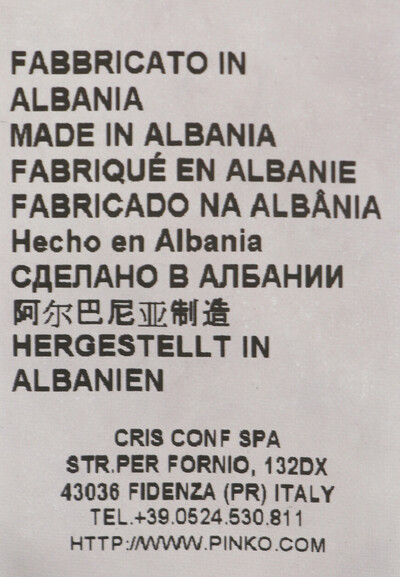 FABBRICATO IN
ALBANIA
MADE IN ALBANIA
FABRIQUÉ EN ALBANIE
FABRICADO NA ALBÂNIA
Hecho en Albania
СДЕЛАНО В АЛБАНИИ
阿尔巴尼亚制造
HERGESTELLT IN
ALBANIEN
CRIS CONF SPA
STR.PER FORNIO, 132DX
43036 FIDENZA (PR) ITALY
TEL.+39.0524.530.811
HTTP://WWW.PINKO.COM